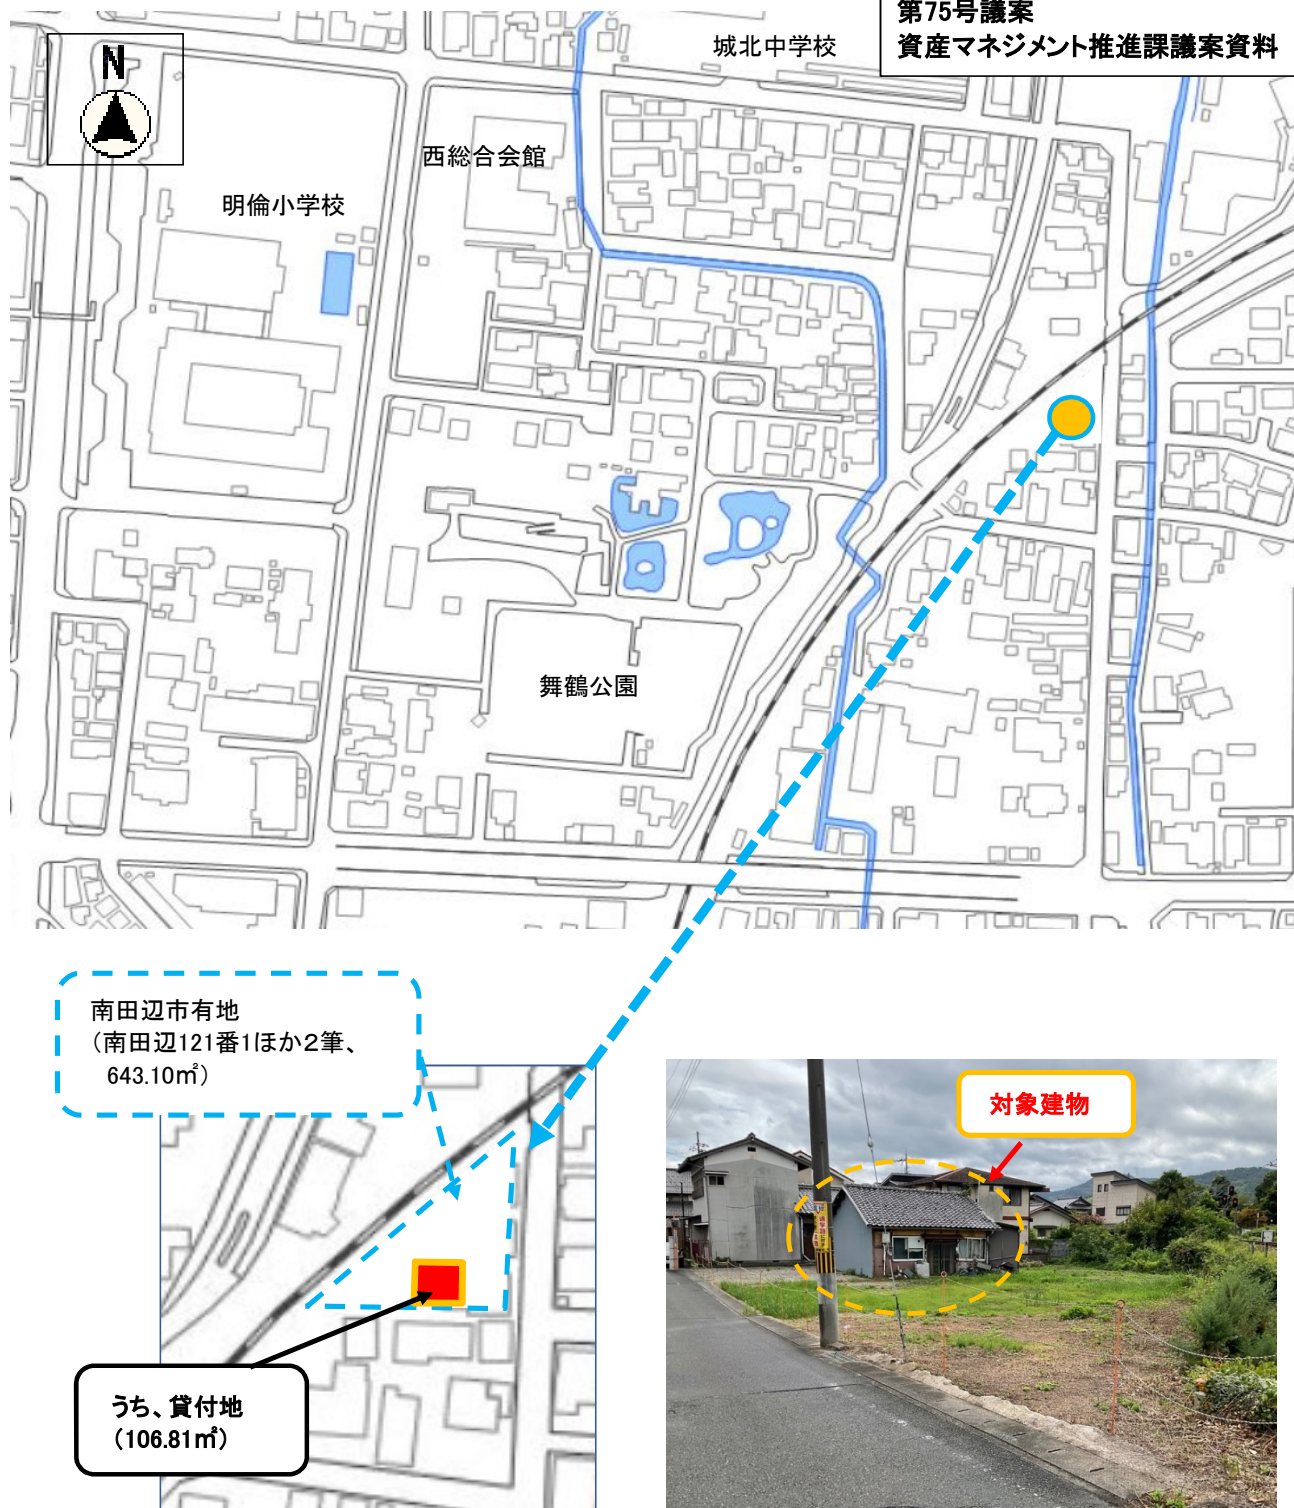 第75号議案
資産マネジメント推進課議案資料
N
城北中学校
西総合会館
明倫小学校
舞鶴公園
南田辺市有地
（南田辺121番1ほか２筆、
643.10㎡）
対象建物
うち、貸付地
（106.81㎡）